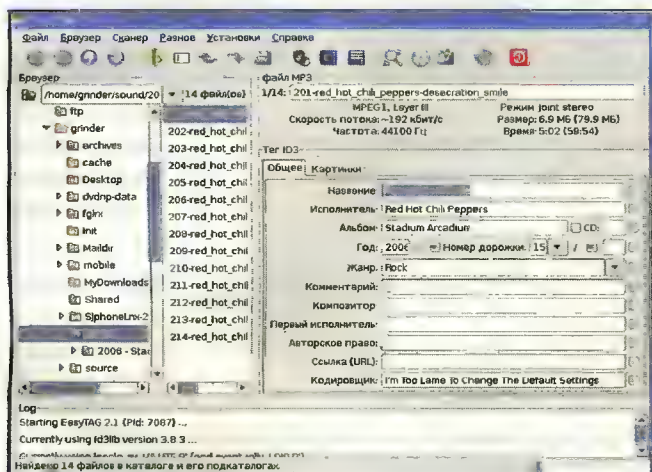 Файл Браузер Сканер Разное Установки Справка
Браузер
/home/grinder/sound/20
14 файл(ов)
ftp
grinder
archives
cache
Desktop
dvdnp-data
fglrx
init
Maildir
mobile
MyDownloads
Shared
SJphoneLnx-2
2006 - Sta
source
202-red_hot_chil
203-red_hot_chil
204-red_hot_chil
205-red_hot_chil
206-red_hot_chil
207-red_hot_chil
208-red_hot_chil
209-red_hot_chil
210-red_hot_chil
211-red_hot_chil
212-red_hot_chil
213-red_hot_chil
214-red_hot_chil
файл MP3
1/14: 201-red_hot_chili_peppers-desecration_smile
MPEG1, Layer III Режим: Joint stereo
Скорость потока: ~192 кбит/с Размер: 6.9 МБ (79.9 МБ)
Частота: 44100 Гц Время: 5:02 (59:54)
Тег ID3
Общее Картинки
Название
Исполнитель: Red Hot Chili Peppers
Альбом: Stadium Arcadium CD:
Год: 2006 Номер дорожки: 15 /
Жанр: Rock
Комментарий:
Композитор
Первый исполнитель
Авторское право:
Ссылка (URL):
Кодировщик: I'm Too Lame To Change The Default Settings
Log
Starting EasyTAG 2.1 (PId: 7087) ...
Currently using id3lib version 3.8.3 ...
Найдено 14 файлов в каталоге и его подкаталогах.